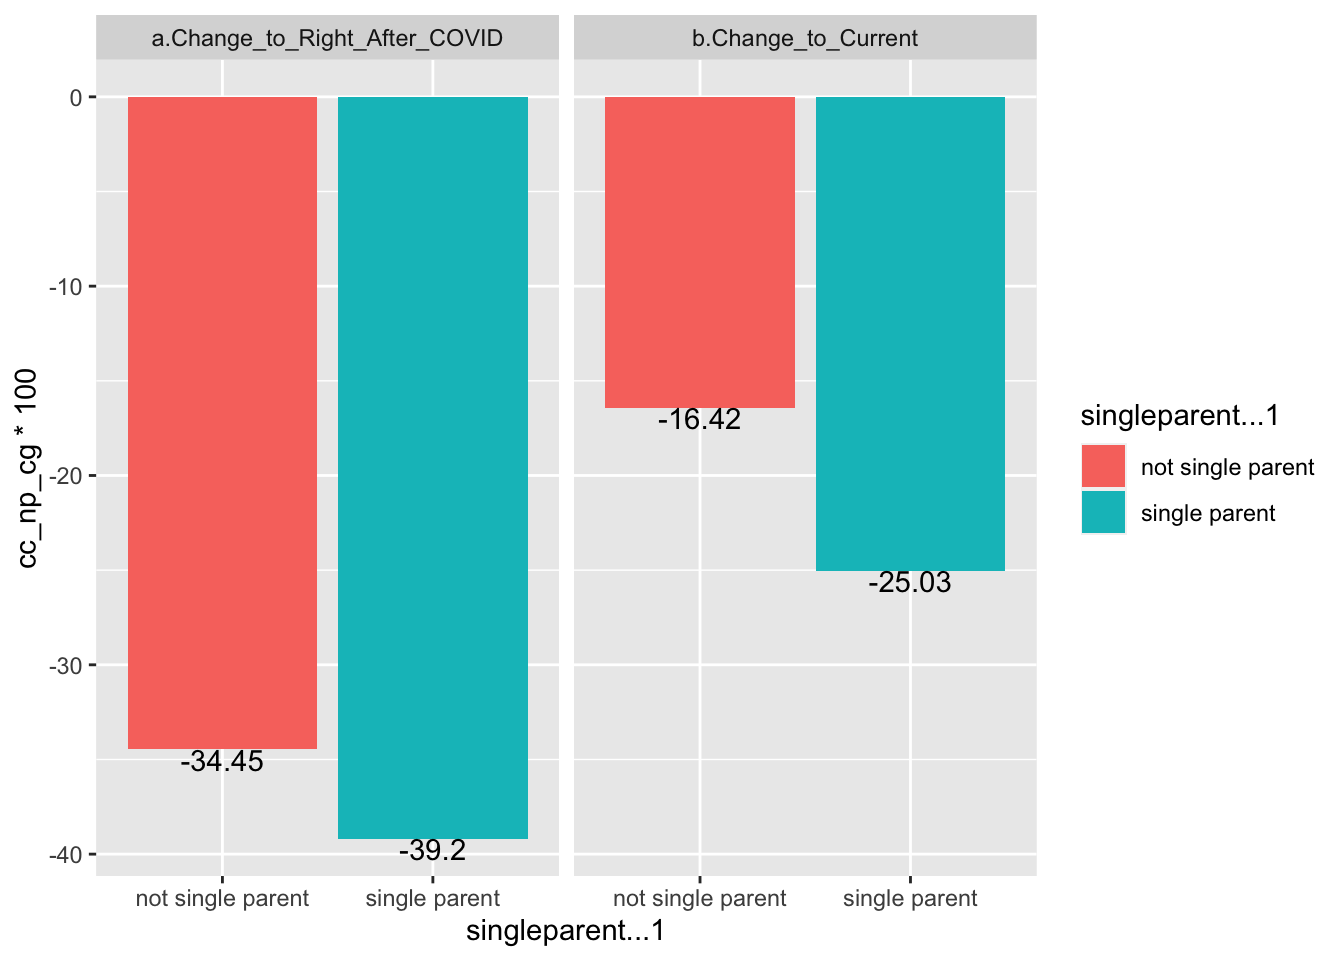 a.Change_to_Right_After_COVID
b.Change_to_Current
cc_np_cg * 100
0
-10
-20
-30
-40
-34.45
-39.2
-16.42
-25.03
not single parent
single parent
not single parent
single parent
singleparent...1
singleparent...1
not single parent
single parent